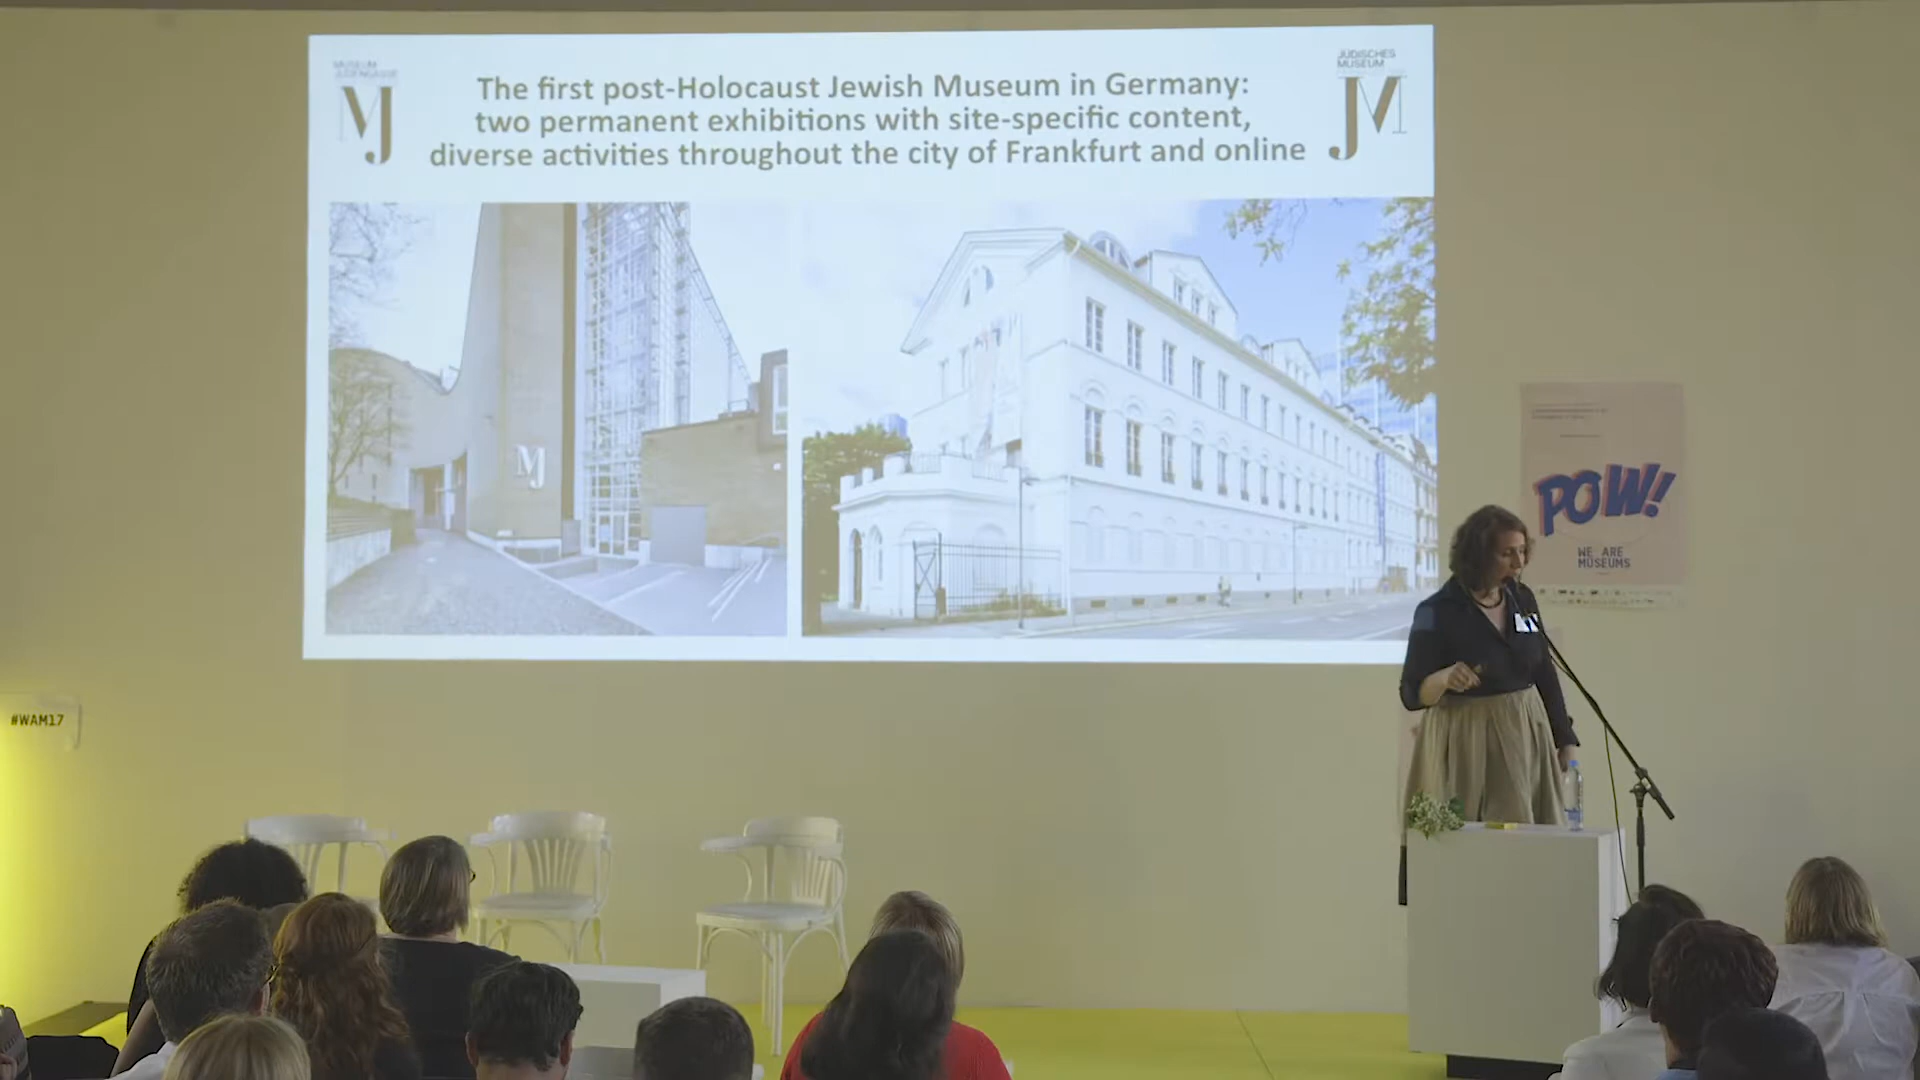 MUSEUM
JUDENGASSE
MJ
The first post-Holocaust Jewish Museum in Germany:
two permanent exhibitions with site-specific content,
diverse activities throughout the city of Frankfurt and online
JÜDISCHES
MUSEUM
JM
MJ
POW!
WE ARE
MUSEUMS
#WAM17